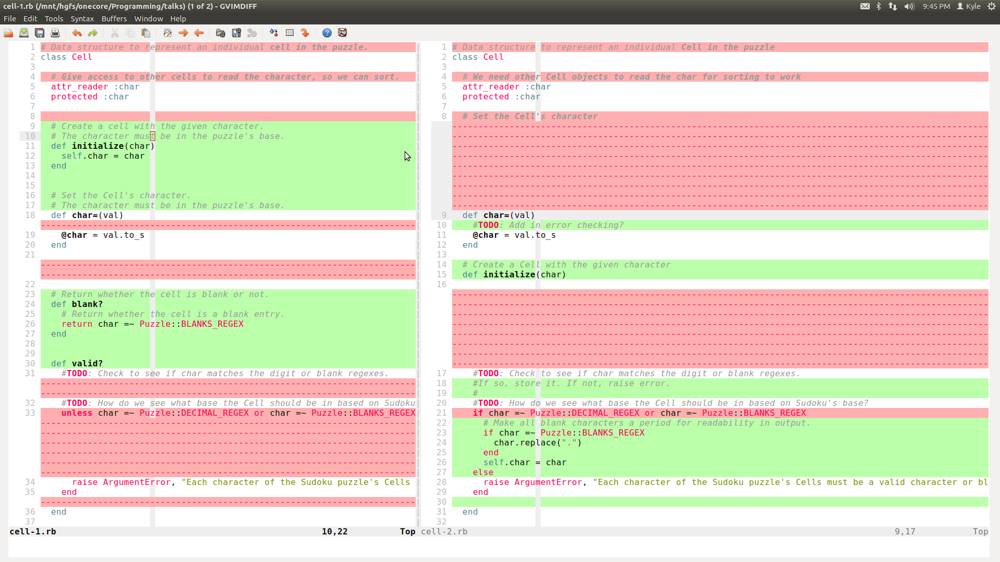 cell-1.rb (/mnt/hgfs/onecore/Programming/talks) (1 of 2) - GVIMDIFF
9:45 PM Kyle
File Edit Tools Syntax Buffers Window Help
1 # Data structure to represent an individual cell in the puzzle.
2 class Cell
3
4 # Give access to other cells to read the character, so we can sort.
5 attr_reader :char
6 protected :char
7
8
9 # Create a cell with the given character.
10 # The character must be in the puzzle's base.
11 def initialize(char)
12 self.char = char
13 end
14
15
16 # Set the Cell's character.
17 # The character must be in the puzzle's base.
18 def char=(val)
19 @char = val.to_s
20 end
21
22
23 # Return whether the cell is blank or not.
24 def blank?
25 # Return whether the cell is a blank entry.
26 return char =~ Puzzle::BLANKS_REGEX
27 end
28
29
30 def valid?
31 #TODO: Check to see if char matches the digit or blank regexes.
32 #TODO: How do we see what base the Cell should be in based on Sudoku
33 unless char =~ Puzzle::DECIMAL_REGEX or char =~ Puzzle::BLANKS_REGEX
34 raise ArgumentError, "Each character of the Sudoku puzzle's Cells
35 end
36 end
37
cell-1.rb 10,22 Top
1 # Data structure to represent an individual Cell in the puzzle
2 class Cell
3
4 # We need other Cell objects to read the char for sorting to work
5 attr_reader :char
6 protected :char
7
8 # Set the Cell's character
9 def char=(val)
10 #TODO: Add in error checking?
11 @char = val.to_s
12 end
13
14 # Create a Cell with the given character
15 def initialize(char)
16
17 #TODO: Check to see if char matches the digit or blank regexes.
18 #If so, store it. If not, raise error.
19 #
20 #TODO: How do we see what base the Cell should be in based on Sudoku's base?
21 if char =~ Puzzle::DECIMAL_REGEX or char =~ Puzzle::BLANKS_REGEX
22 # Make all blank characters a period for readability in output.
23 if char =~ Puzzle::BLANKS_REGEX
24 char.replace(".")
25 end
26 self.char = char
27 else
28 raise ArgumentError, "Each character of the Sudoku puzzle's Cells must be a valid character or bl
29 end
30
31 end
32
cell-2.rb 9,17 Top